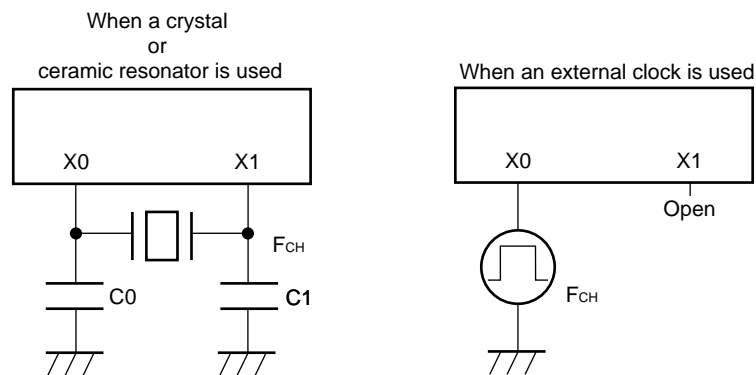 When a crystal
or
ceramic resonator is used
X0 X1
FCH
C0 C1
When an external clock is used
X0 X1
Open
FCH